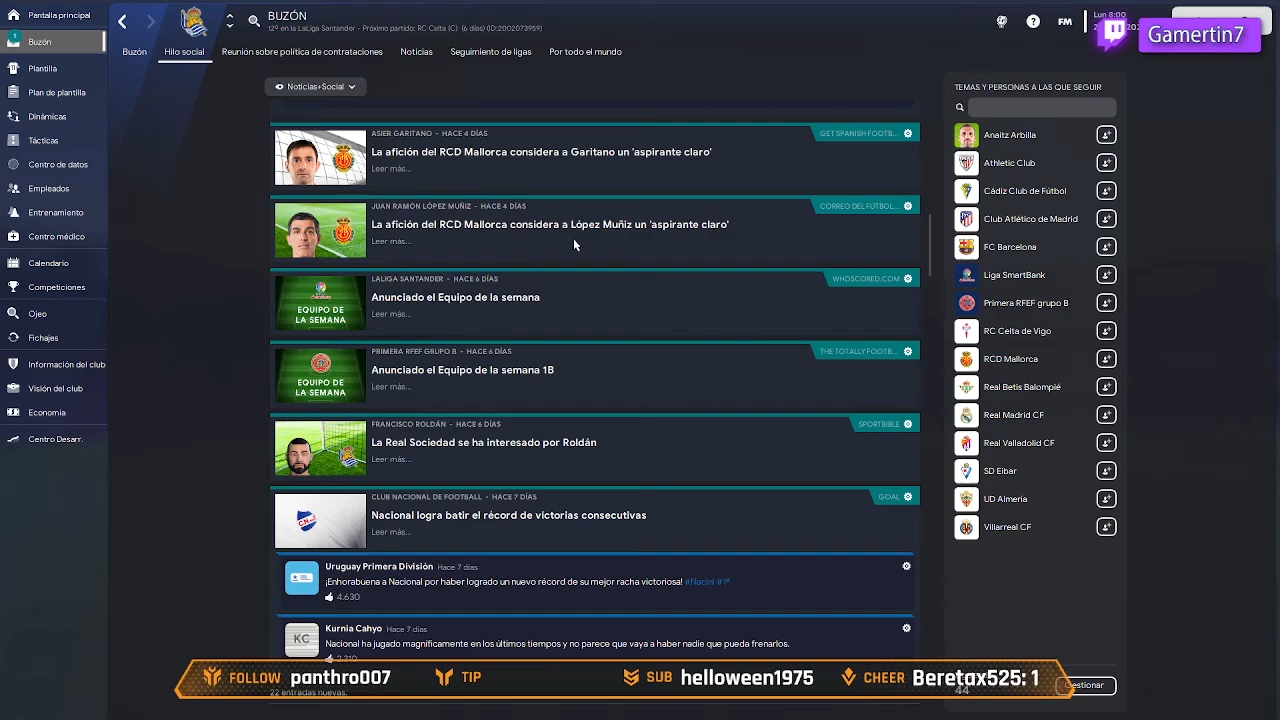 Principal
1
Buzón
Plantilla
Plan de plantilla
Dinámicas
Tácticas
Centro de datos
Empleados
Entrenamiento
Centro médico
Calendario
Competiciones
Ojeo
Fichajes
Información del club
Visión del club
Economía
Centro Desarr.
BUZÓN
12º en la LaLiga Santander - Próximo partido
Celta (C) (6 días) (ID:2002073959)
FM
Lun 8:00
Gamertin7
Buzón
Hilo social
Reunión sobre política de contrataciones
Noticias
Seguimiento de ligas
Por todo el mundo
Noticias+Social
ASIER GARITANO - HACE 4 DÍAS
GET SPANISH FOOTB...
La afición del RCD Mallorca considera a Garitano un 'aspirante claro'
Leer más...
JUAN RAMÓN LÓPEZ MUÑIZ - HACE 4 DÍAS
CORREO DEL FÚTBOL...
La afición del RCD Mallorca considera a López Muñiz un 'aspirante claro'
Leer más...
LALIGA SANTANDER - HACE 6 DÍAS
WHOSCORED.COM
Anunciado el Equipo de la semana
Leer más...
EQUIPO DE
LA SEMANA
PRIMERA RFEF GRUPO B - HACE 6 DÍAS
THE TOTALLY FOOTB...
Anunciado el Equipo de la semana 1B
Leer más...
EQUIPO DE
LA SEMANA
FRANCISCO ROLDÁN - HACE 6 DÍAS
SPORTBIBLE
La Real Sociedad se ha interesado por Roldán
Leer más...
CLUB NACIONAL DE FOOTBALL - HACE 7 DÍAS
GOAL
Nacional logra batir el récord de victorias consecutivas
Leer más...
Uruguay Primera División Hace 7 días
¡Enhorabuena a Nacional por haber logrado un nuevo récord de su mejor racha victoriosa! #Nacinl #1ª
4.630
KC
Kurnia Cahyo Hace 7 días
Nacional ha jugado magníficamente en los últimos tiempos y no parece que vaya a haber nadie que pueda frenarlos.
2.310
22 entradas nuevas.
TEMAS Y PERSONAS A LAS QUE SEGUIR
Anaitz Arbilla
Athletic Club
Cádiz Club de Fútbol
Club Atlético de Madrid
FC Barcelona
Liga SmartBank
Primera RFEF grupo B
RC Celta de Vigo
RCD Mallorca
Real Betis Balompié
Real Madrid CF
Real Valladolid CF
SD Eibar
UD Almería
Villarreal CF
44
Gestionar
FOLLOW panthro007
TIP
SUB helloween1975
CHEER Beretax525: 1